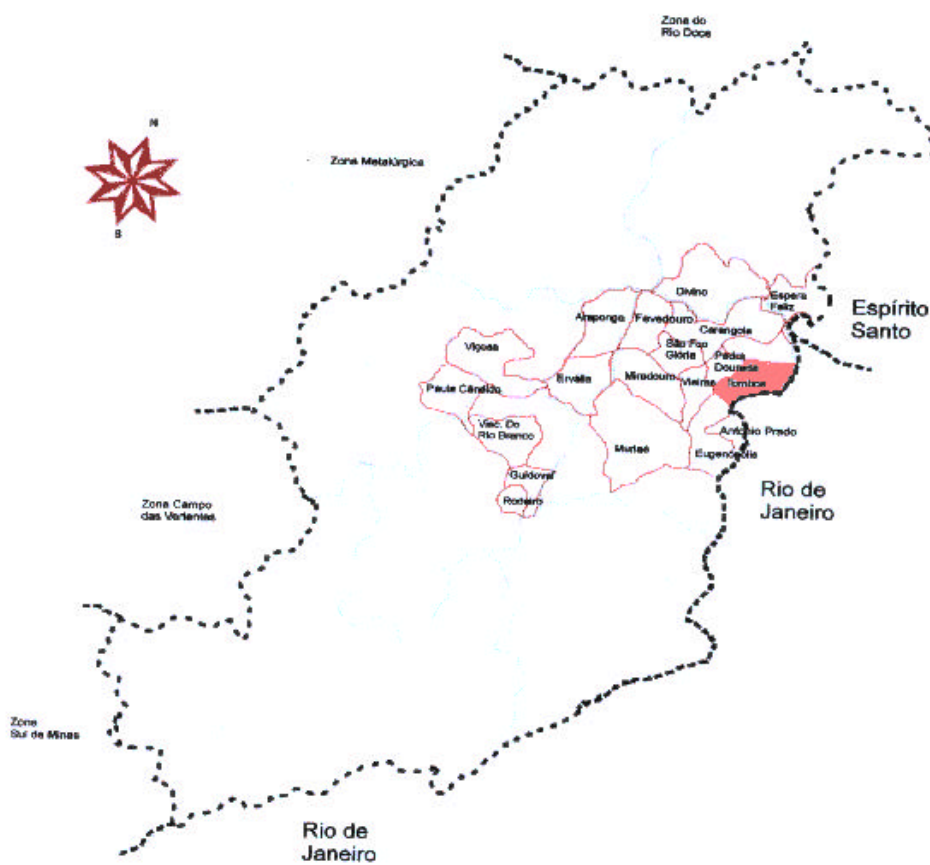 Zona do
Rio Doce
N
Zona Metalúrgica
S
Divino
Espera
Feliz
Espírito
Santo
Araponga
Fevedouro
Carangola
Viçosa
São Fco
Glória
Pedra
Dourada
Ervália
Miradouro
Vieiras
Tombos
Paula Cândido
Visc. Do
Rio Branco
Antonio Prado
Muriaé
Eugenópolis
Guidoval
Rodeiro
Rio de
Janeiro
Zona Campo
das Vertentes
Zona
Sul de Minas
Rio de
Janeiro